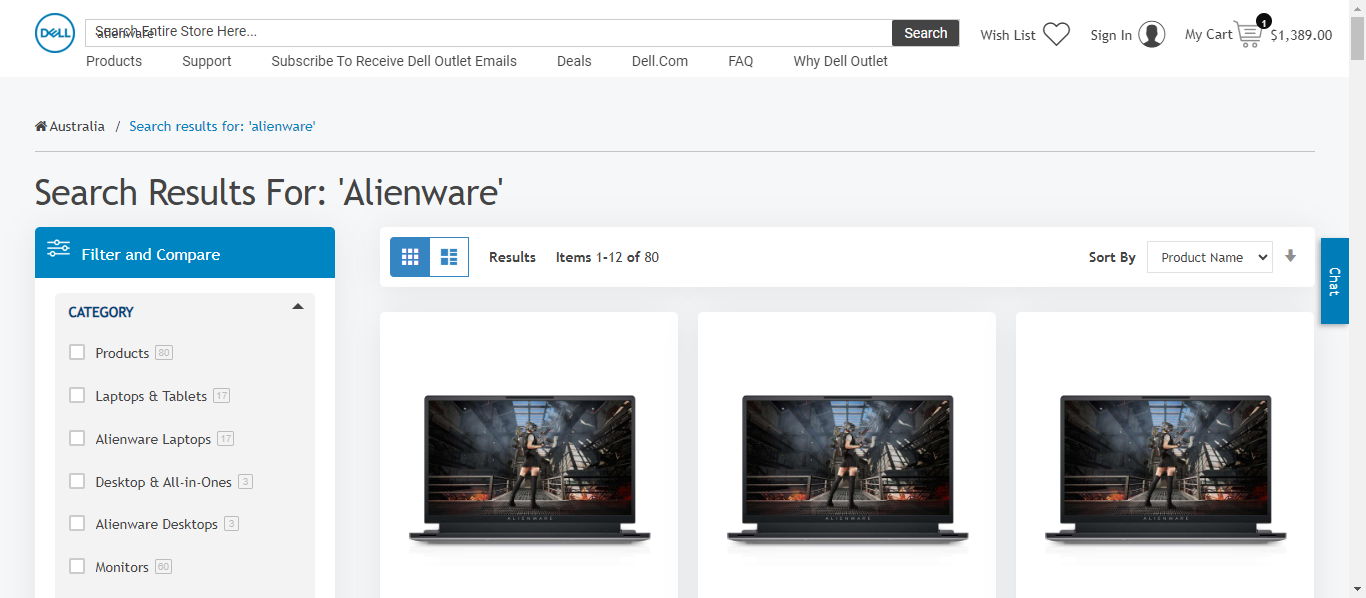 DELL
Search Entire Store Here...
alienware
Search
Wish List
Sign In
My Cart
1
$1,389.00
Products
Support
Subscribe To Receive Dell Outlet Emails
Deals
Dell.Com
FAQ
Why Dell Outlet
Australia / Search results for: 'alienware'
Search Results For: 'Alienware'
Filter and Compare
Results Items 1-12 of 80
Sort By Product Name
Chat
CATEGORY
Products 80
Laptops & Tablets 17
Alienware Laptops 17
Desktop & All-in-Ones 3
Alienware Desktops 3
Monitors 60
ALIENWARE
ALIENWARE
ALIENWARE